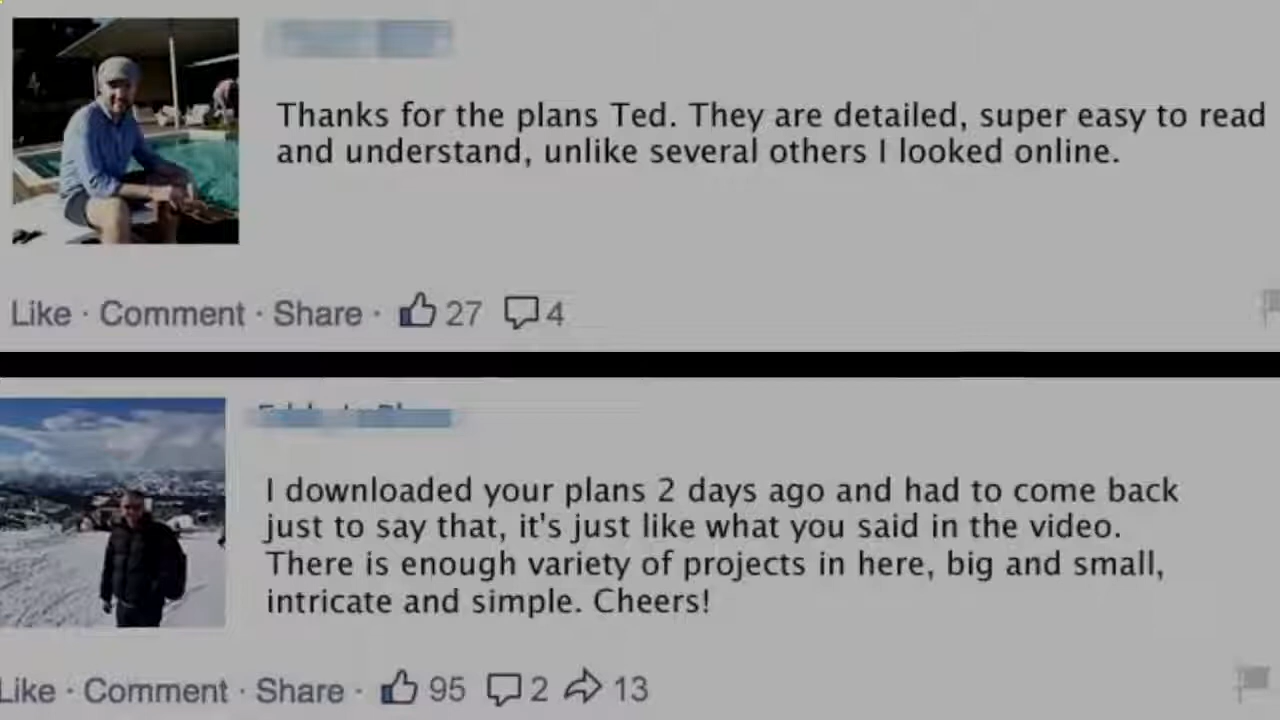 Thanks for the plans Ted. They are detailed, super easy to read
and understand, unlike several others I looked online.
Like · Comment · Share · 27 4
I downloaded your plans 2 days ago and had to come back
just to say that, it's just like what you said in the video.
There is enough variety of projects in here, big and small,
intricate and simple. Cheers!
Like · Comment · Share · 95 2 13